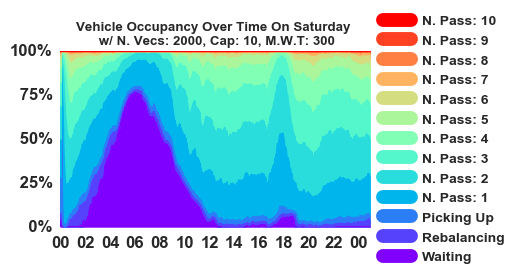 Vehicle Occupancy Over Time On Saturday
w/ N. Vecs: 2000, Cap: 10, M.W.T: 300
100%
75%
50%
25%
0%
00 02 04 06 08 10 12 14 16 18 20 22 00
N. Pass: 10
N. Pass: 9
N. Pass: 8
N. Pass: 7
N. Pass: 6
N. Pass: 5
N. Pass: 4
N. Pass: 3
N. Pass: 2
N. Pass: 1
Picking Up
Rebalancing
Waiting